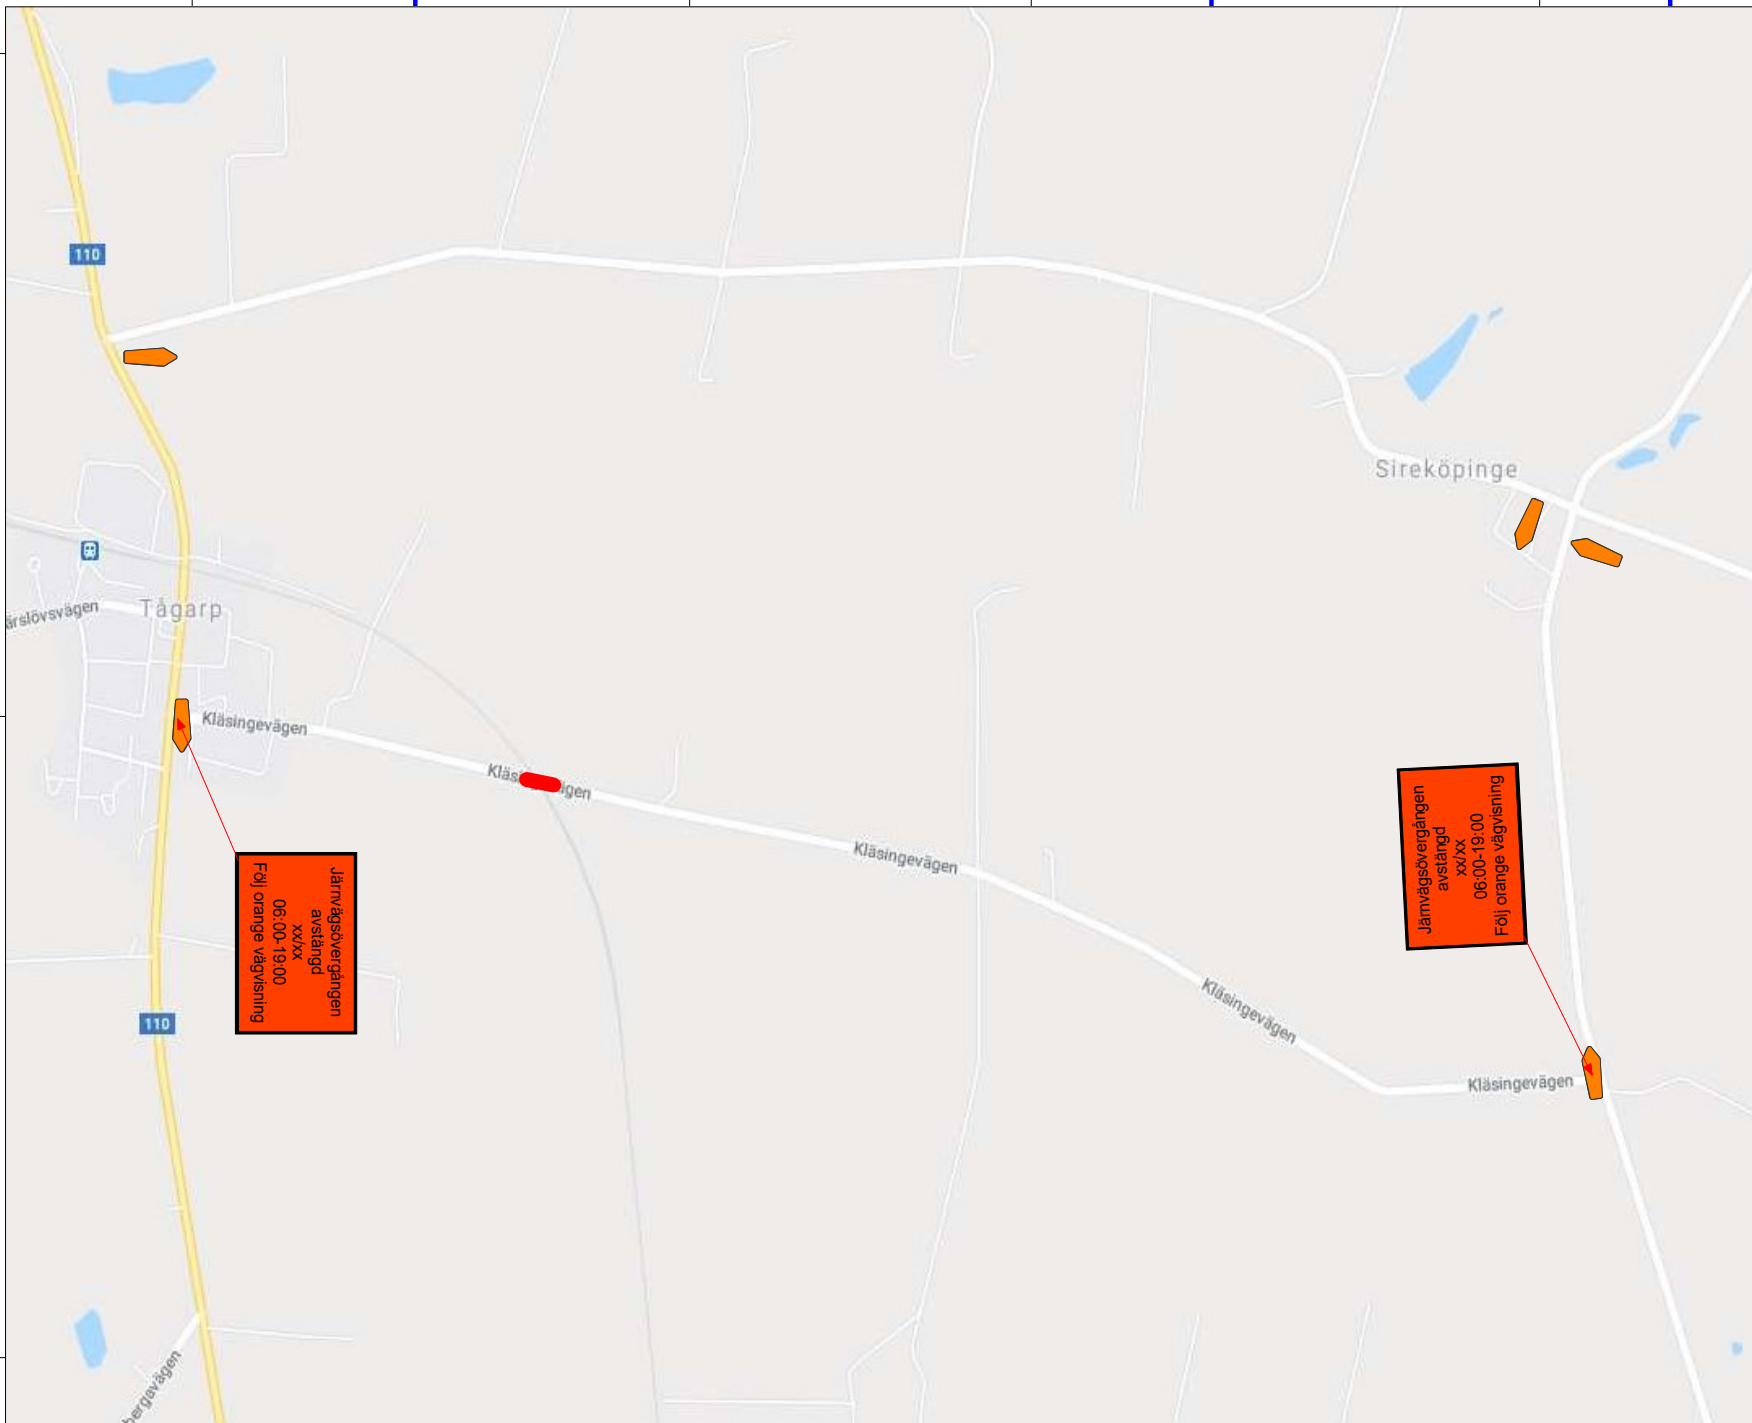 110
Sireköpinge
Tågarp
ärslövsvägen
Kläsingevägen
Kläs
igen
Kläsingevägen
Järnvägsövergången
avstängd
xx/xx
06:00-19:00
Följ orange vägvisning
Järnvägsövergången
avstängd
xx/xx
06:00-19:00
Följ orange vägvisning
Kläsingevägen
110
Kläsingevägen
bergavägen